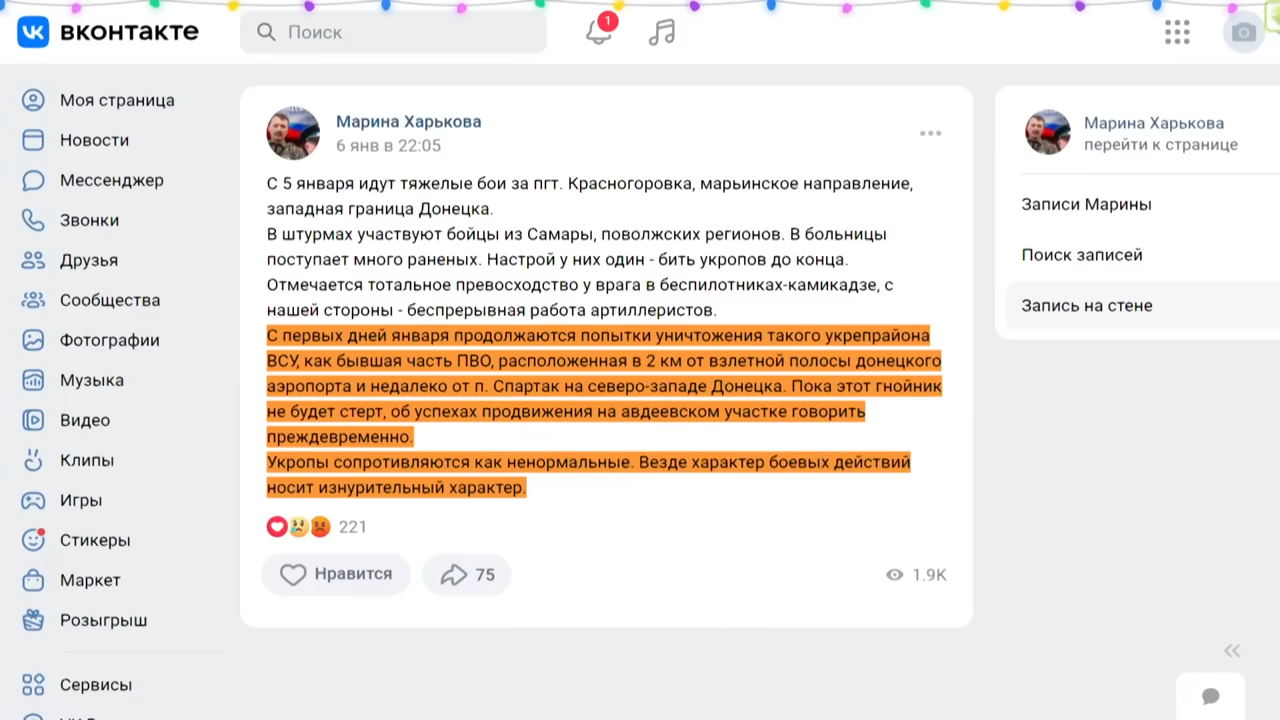 вконтакте
Поиск
1
Моя страница
Новости
Мессенджер
Звонки
Друзья
Сообщества
Фотографии
Музыка
Видео
Клипы
Игры
Стикеры
Маркет
Розыгрыш
Сервисы
Марина Харькова
6 янв в 22:05
С 5 января идут тяжелые бои за пгт. Красногоровка, марьинское направление,
западная граница Донецка.
В штурмах участвуют бойцы из Самары, поволжских регионов. В больницы
поступает много раненых. Настрой у них один - бить укропов до конца.
Отмечается тотальное превосходство у врага в беспилотниках-камикадзе, с
нашей стороны - беспрерывная работа артиллеристов.
С первых дней января продолжаются попытки уничтожения такого укрепрайона
ВСУ, как бывшая часть ПВО, расположенная в 2 км от взлетной полосы донецкого
аэропорта и недалеко от п. Спартак на северо-западе Донецка. Пока этот гнойник
не будет стерт, об успехах продвижения на авдеевском участке говорить
преждевременно.
Укропы сопротивляются как ненормальные. Везде характер боевых действий
носит изнурительный характер.
221
Нравится
75
1.9K
Марина Харькова
перейти к странице
Записи Марины
Поиск записей
Запись на стене